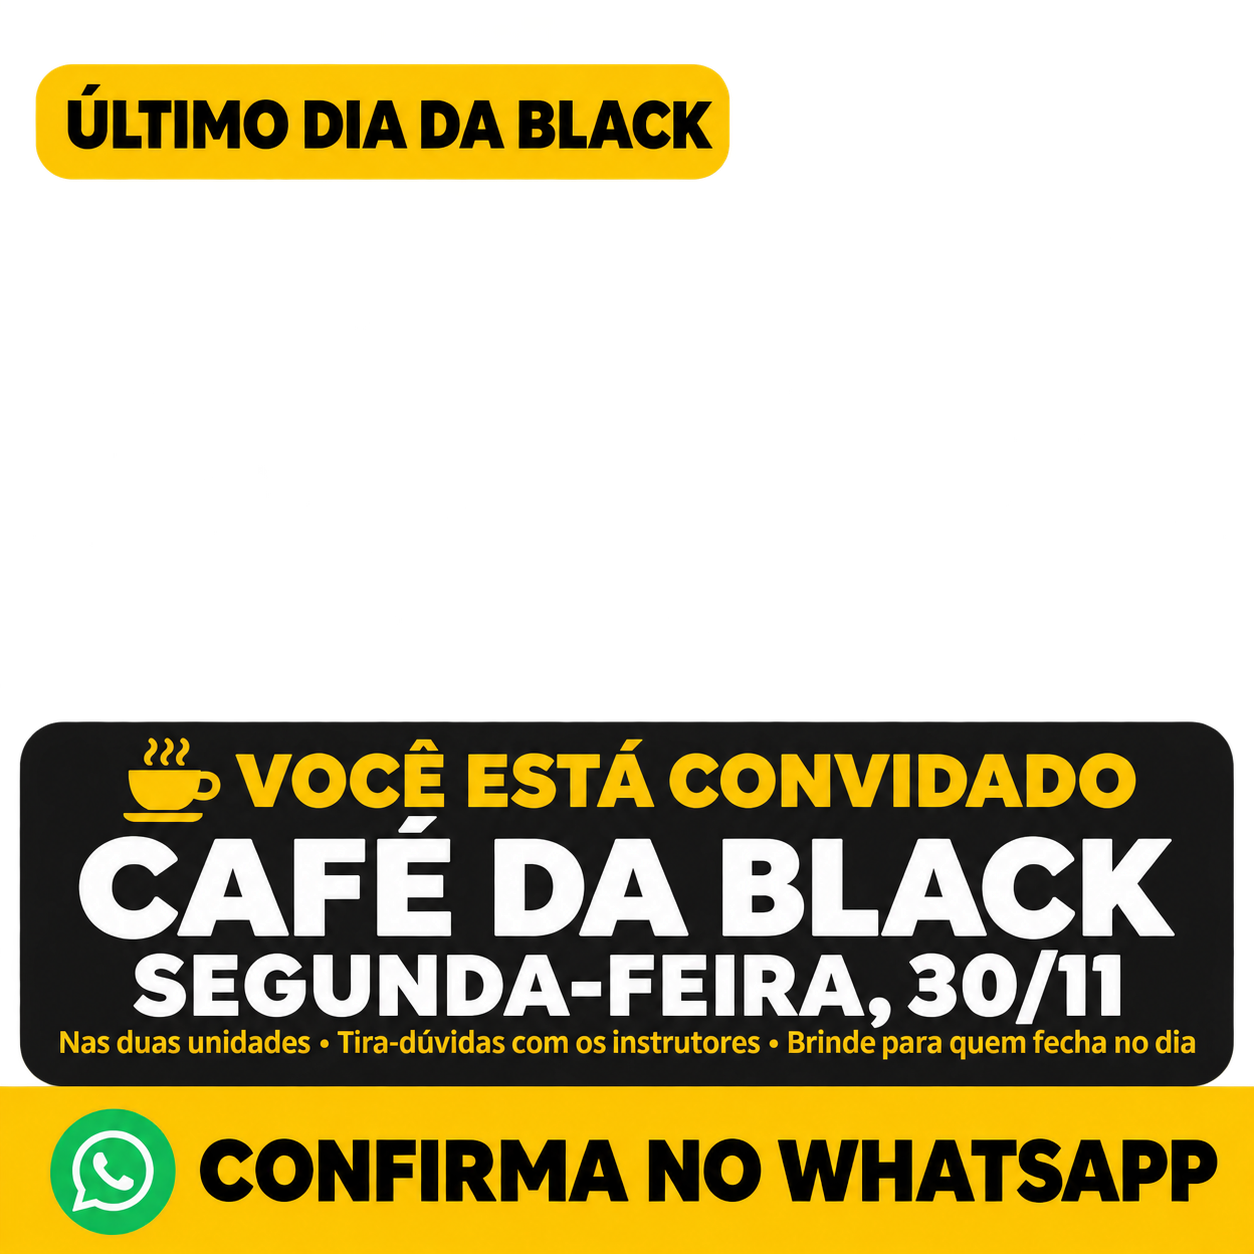 ÚLTIMO DIA DA BLACK
VOCÊ ESTÁ CONVIDADO
CAFÉ DA BLACK
SEGUNDA-FEIRA, 30/11
Nas duas unidades • Tira-dúvidas com os instrutores • Brinde para quem fecha no dia
CONFIRMA NO WHATSAPP